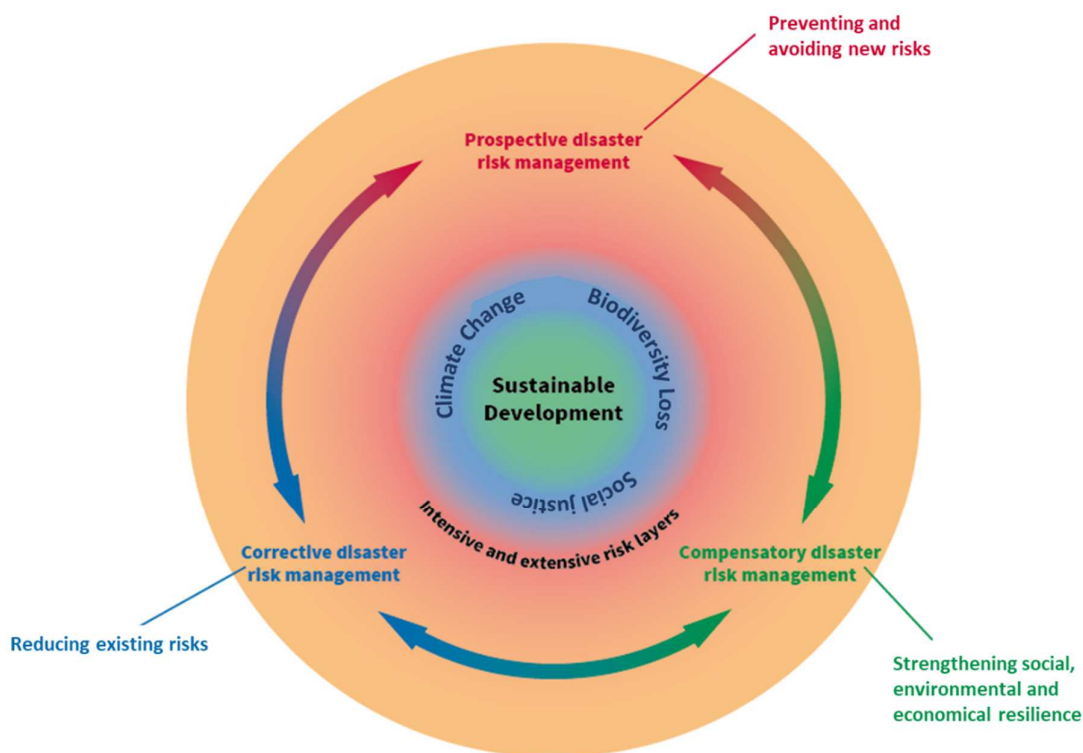 Preventing and
avoiding new risks
Prospective disaster
risk management
Climate Change
Biodiversity Loss
Sustainable
Development
Social justice
Intensive and extensive risk layers
Corrective disaster
risk management
Compensatory disaster
risk management
Reducing existing risks
Strengthening social,
environmental and
economical resilience